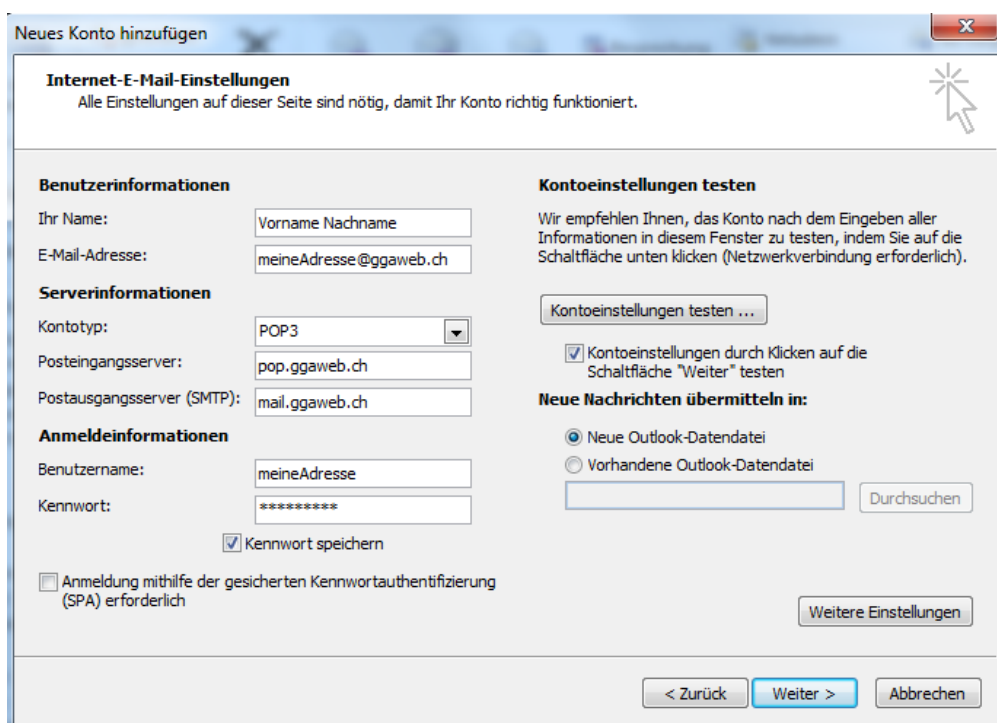 Neues Konto hinzufügen
Internet-E-Mail-Einstellungen
Alle Einstellungen auf dieser Seite sind nötig, damit Ihr Konto richtig funktioniert.
Benutzerinformationen
Ihr Name: Vorname Nachname
E-Mail-Adresse: meineAdresse@ggaweb.ch
Serverinformationen
Kontotyp: POP3
Posteingangsserver: pop.ggaweb.ch
Postausgangsserver (SMTP): mail.ggaweb.ch
Anmeldeinformationen
Benutzername: meineAdresse
Kennwort: *********
Kennwort speichern
Anmeldung mithilfe der gesicherten Kennwortauthentifizierung
(SPA) erforderlich
Kontoeinstellungen testen
Wir empfehlen Ihnen, das Konto nach dem Eingeben aller
Informationen in diesem Fenster zu testen, indem Sie auf die
Schaltfläche unten klicken (Netzwerkverbindung erforderlich).
Kontoeinstellungen testen ...
Kontoeinstellungen durch Klicken auf die
Schaltfläche "Weiter" testen
Neue Nachrichten übermitteln in:
Neue Outlook-Datendatei
Vorhandene Outlook-Datendatei
Durchsuchen
Weitere Einstellungen
< Zurück
Weiter >
Abbrechen